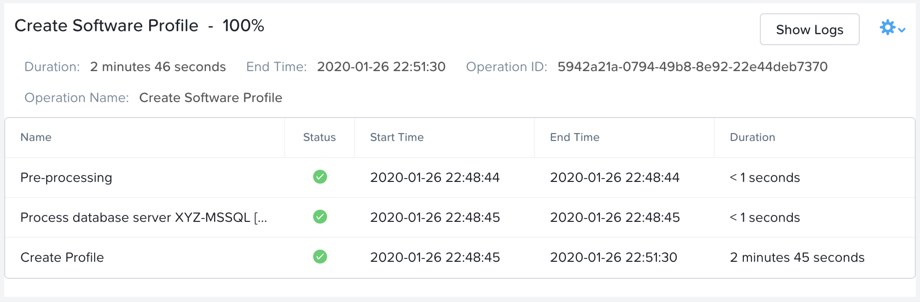 Create Software Profile - 100%
Show Logs
Duration: 2 minutes 46 seconds End Time: 2020-01-26 22:51:30 Operation ID: 5942a21a-0794-49b8-8e92-22e44deb7370
Operation Name: Create Software Profile
Name Status Start Time End Time Duration
Pre-processing 2020-01-26 22:48:44 2020-01-26 22:48:44 < 1 seconds
Process database server XYZ-MSSQL [... 2020-01-26 22:48:45 2020-01-26 22:48:45 < 1 seconds
Create Profile 2020-01-26 22:48:45 2020-01-26 22:51:30 2 minutes 45 seconds